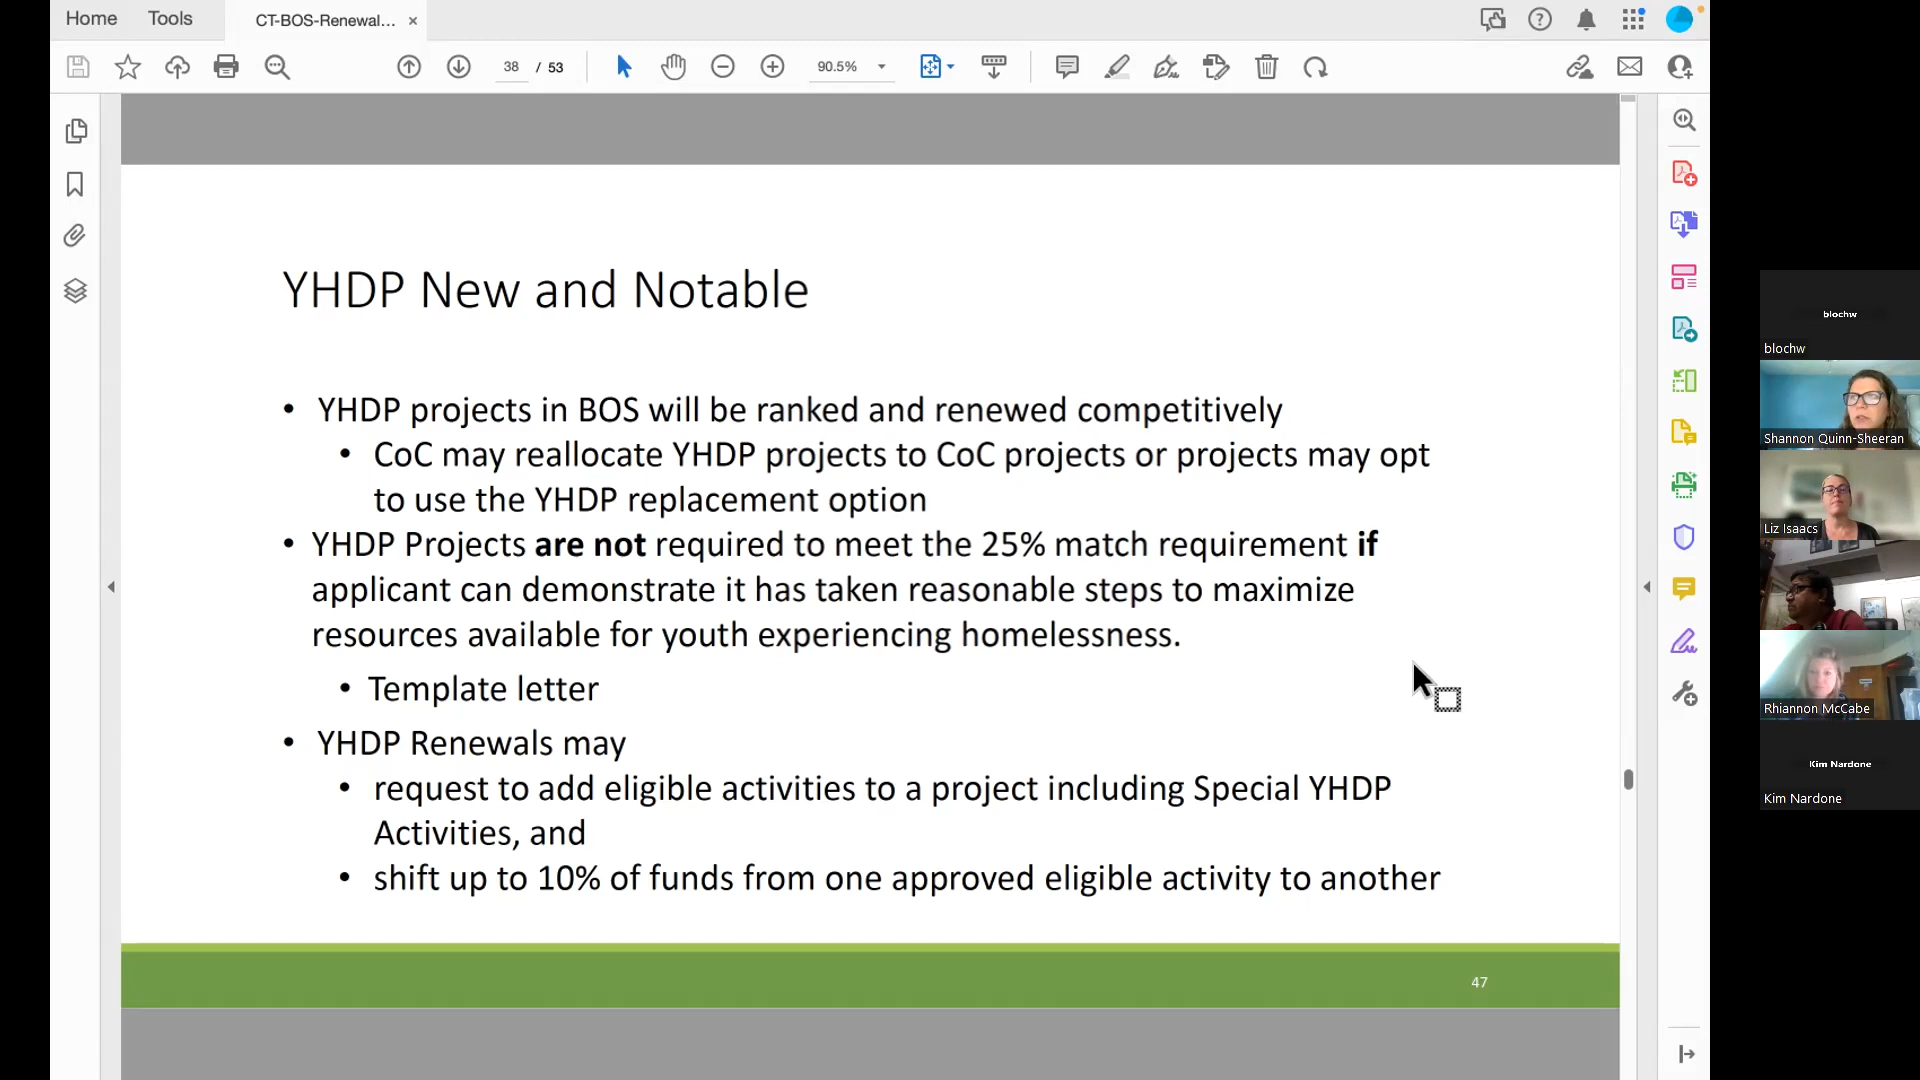 Home
Tools
CT-BOS-Renewal...
38 / 53
90.5%
YHDP New and Notable
• YHDP projects in BOS will be ranked and renewed competitively
• CoC may reallocate YHDP projects to CoC projects or projects may opt
to use the YHDP replacement option
• YHDP Projects are not required to meet the 25% match requirement if
applicant can demonstrate it has taken reasonable steps to maximize
resources available for youth experiencing homelessness.
• Template letter
• YHDP Renewals may
• request to add eligible activities to a project including Special YHDP
Activities, and
• shift up to 10% of funds from one approved eligible activity to another
47
blochw
blochw
Shannon Quinn-Sheeran
Liz Isaacs
Rhiannon McCabe
Kim Nardone
Kim Nardone